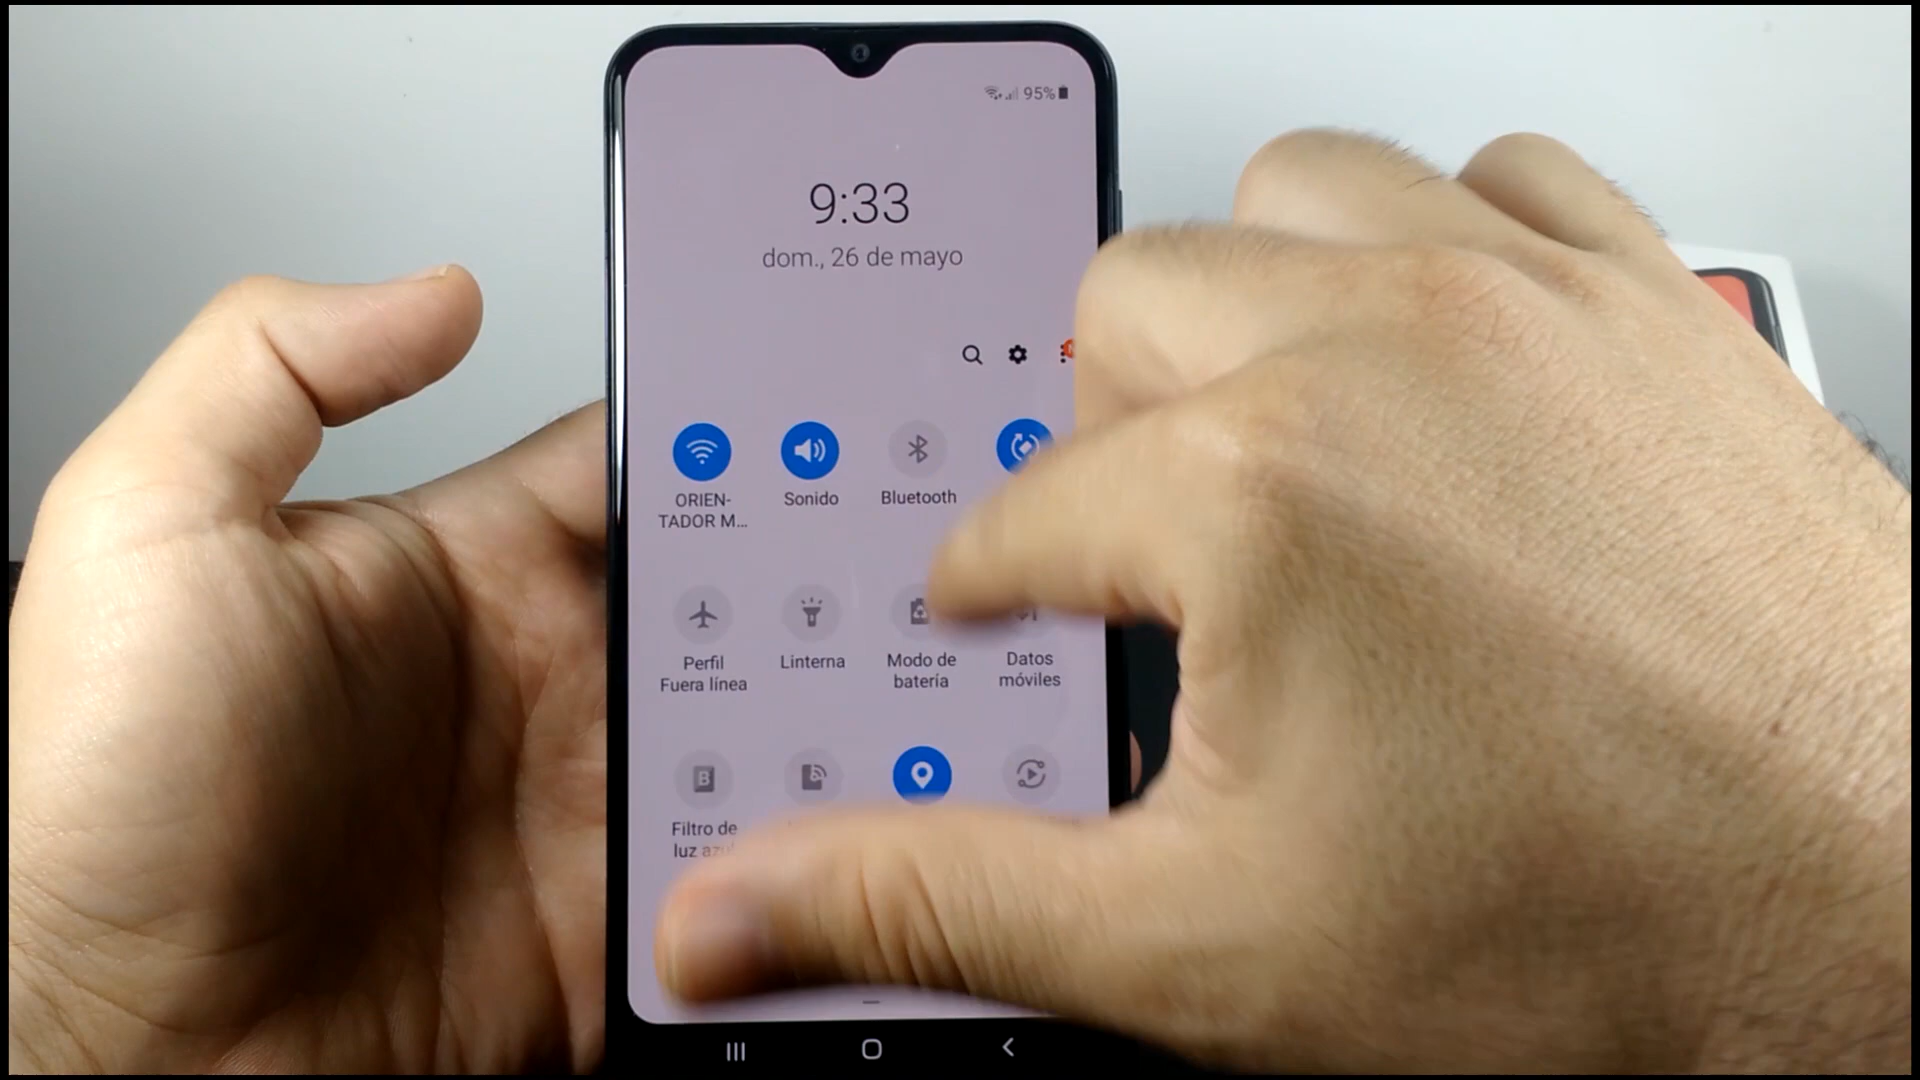 95%
9:33
dom., 26 de mayo
ORIEN-
TADOR M...
Sonido
Bluetooth
Perfil
Fuera línea
Linterna
Modo de
batería
Datos
móviles
Filtro de
luz azul